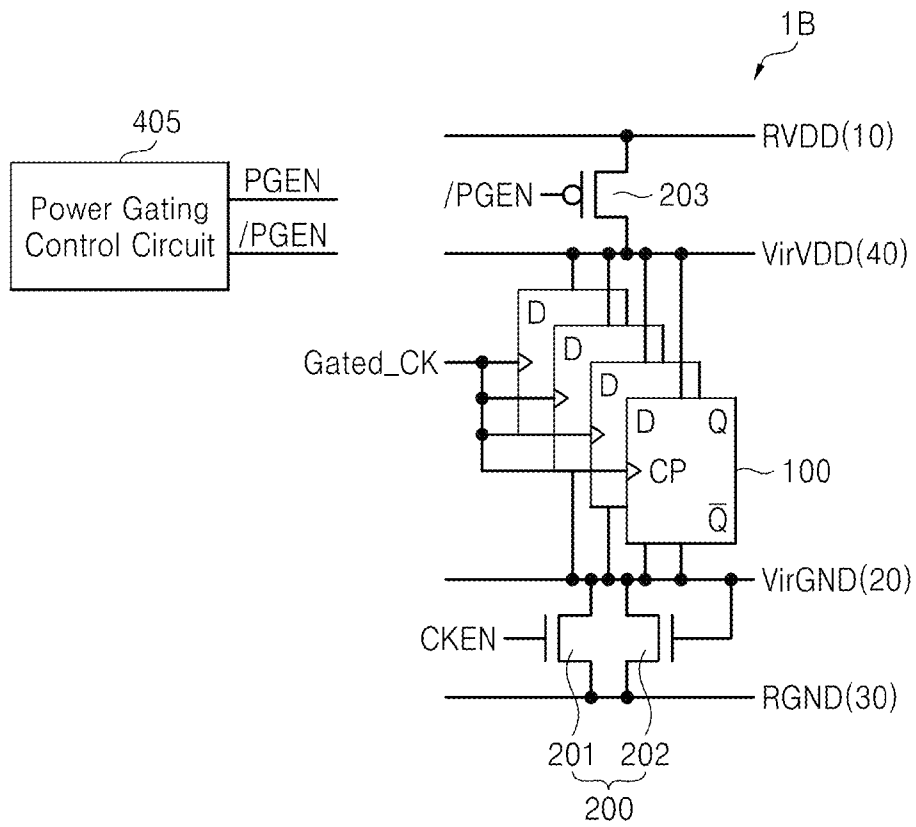 1B
405
Power Gating
Control Circuit
PGEN
/PGEN
RVDD(10)
/PGEN
203
VirVDD(40)
D
D
D
D Q
Gated_CK
CP
100
Q̅
VirGND(20)
CKEN
RGND(30)
201 202
200